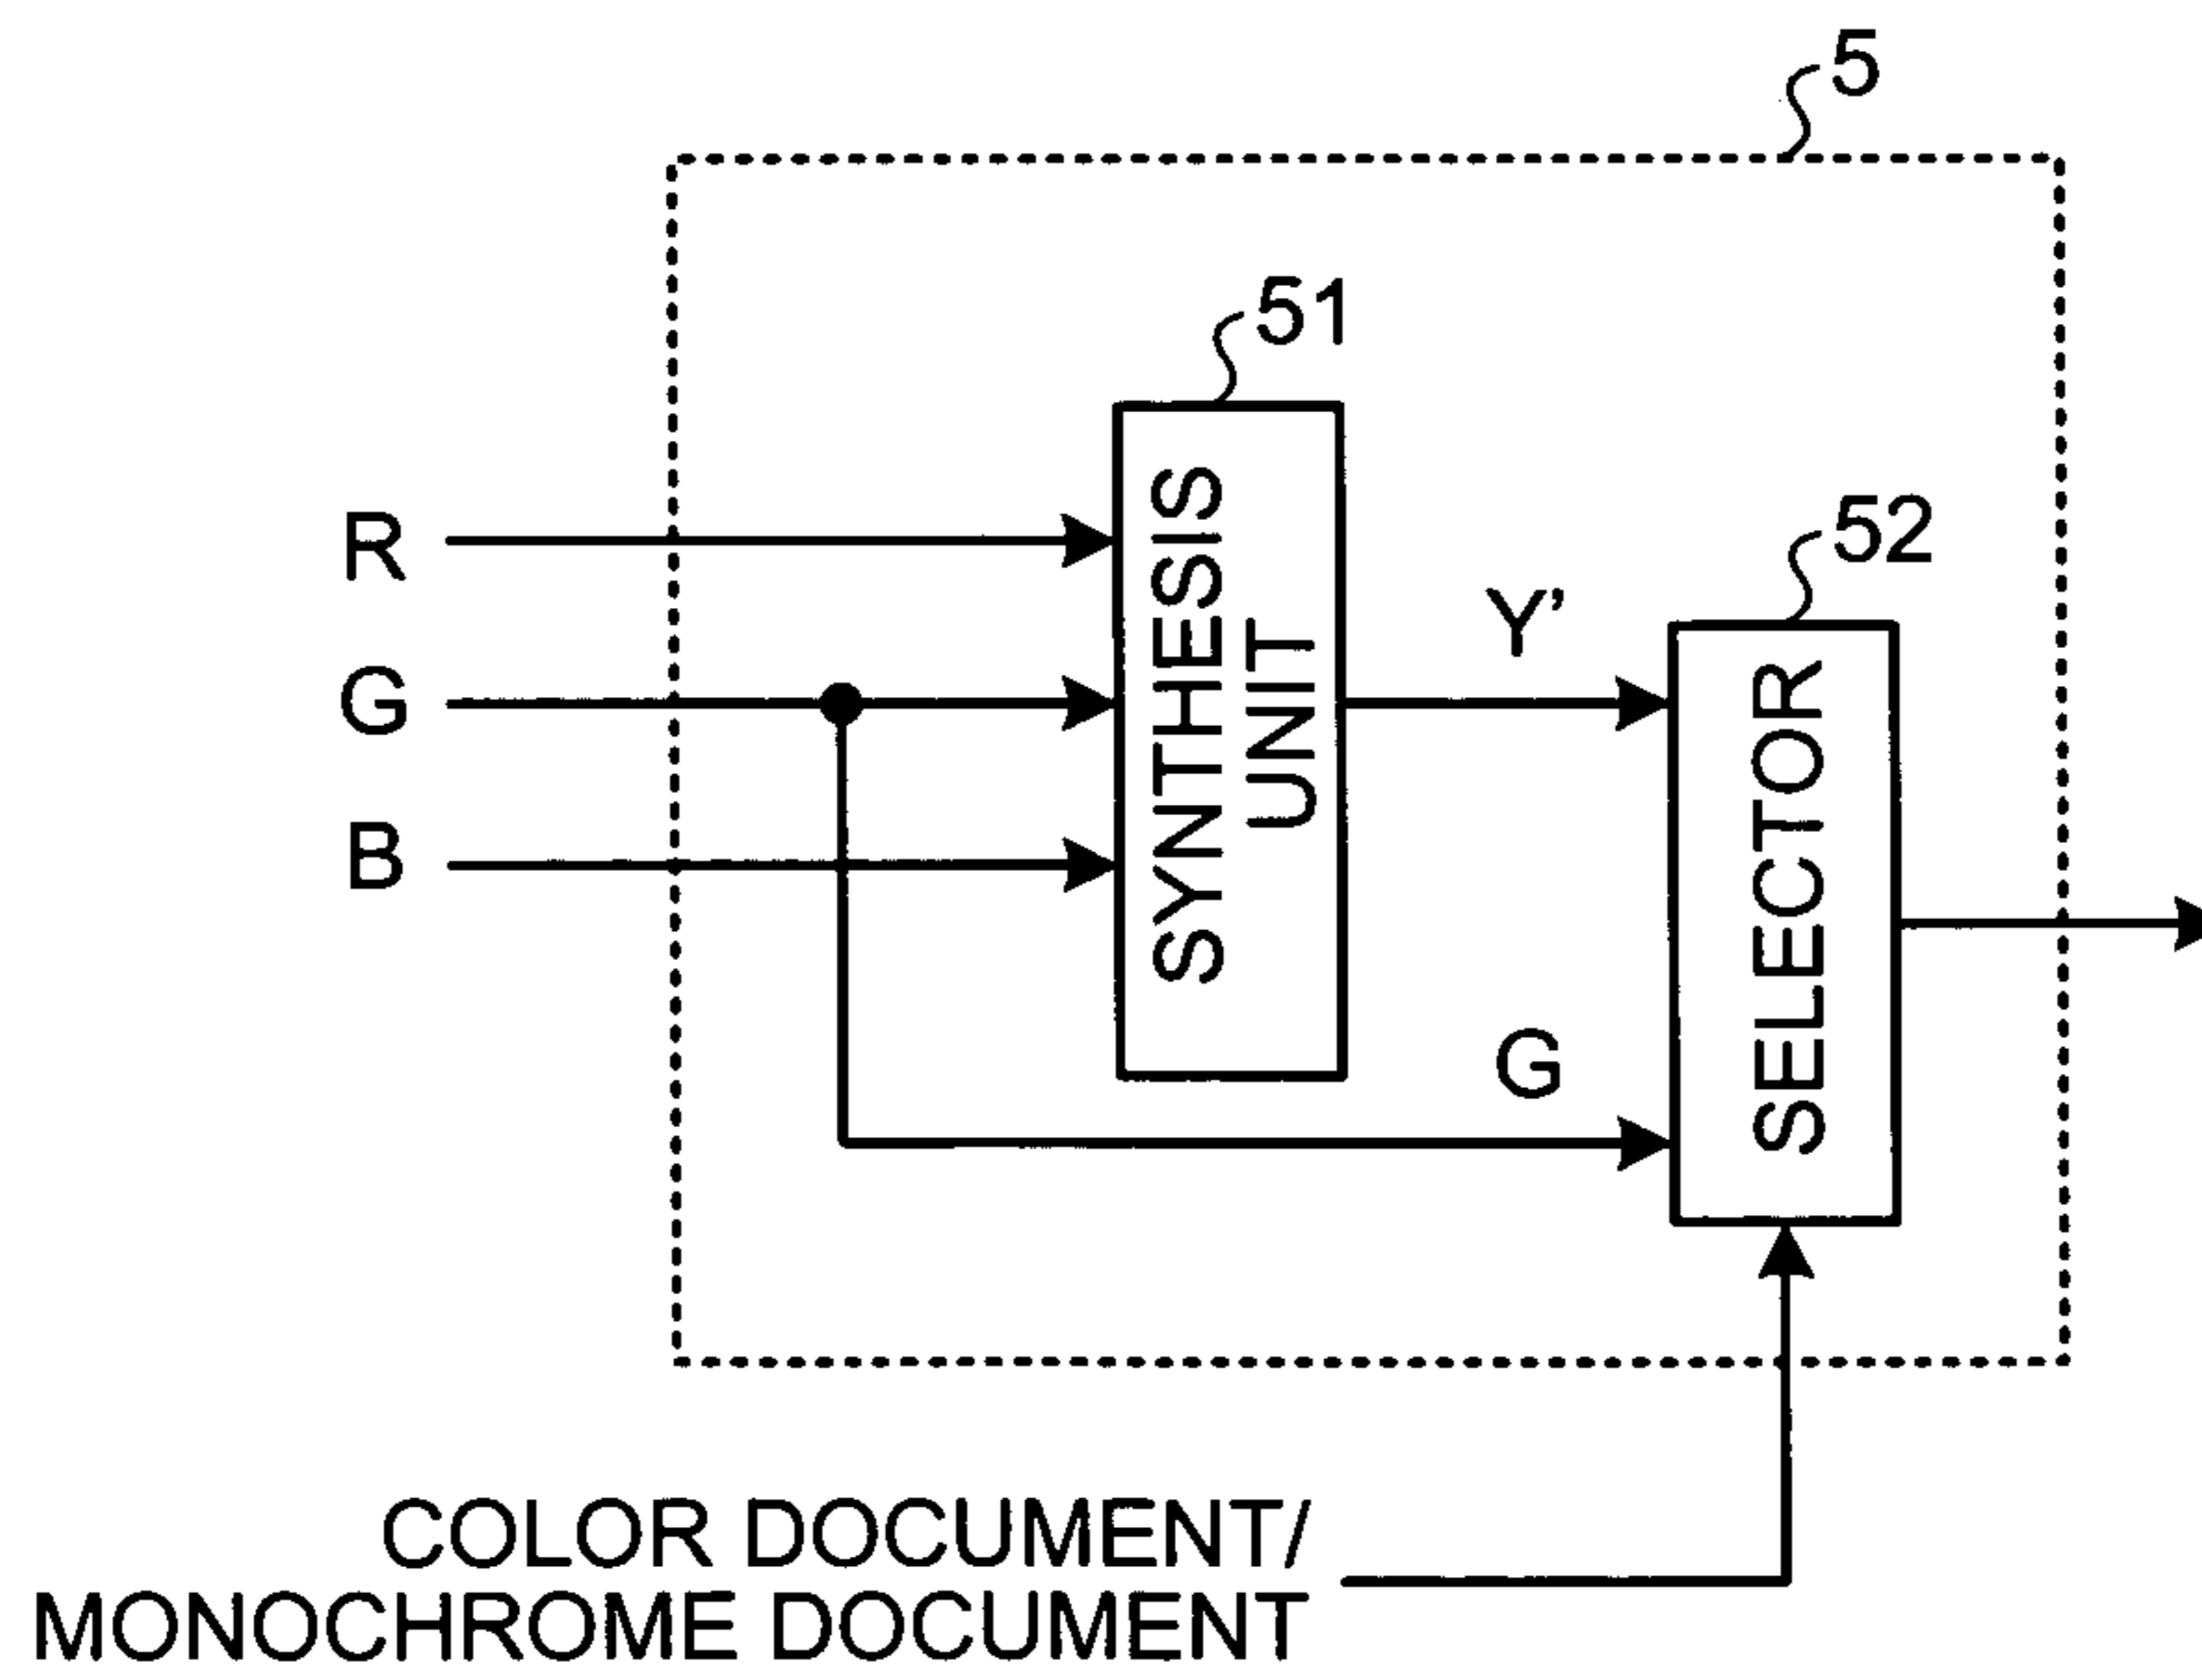 5
51
52
R
G
B
SYNTHESIS
UNIT
Y’
G
SELECTOR
COLOR DOCUMENT/
MONOCHROME DOCUMENT